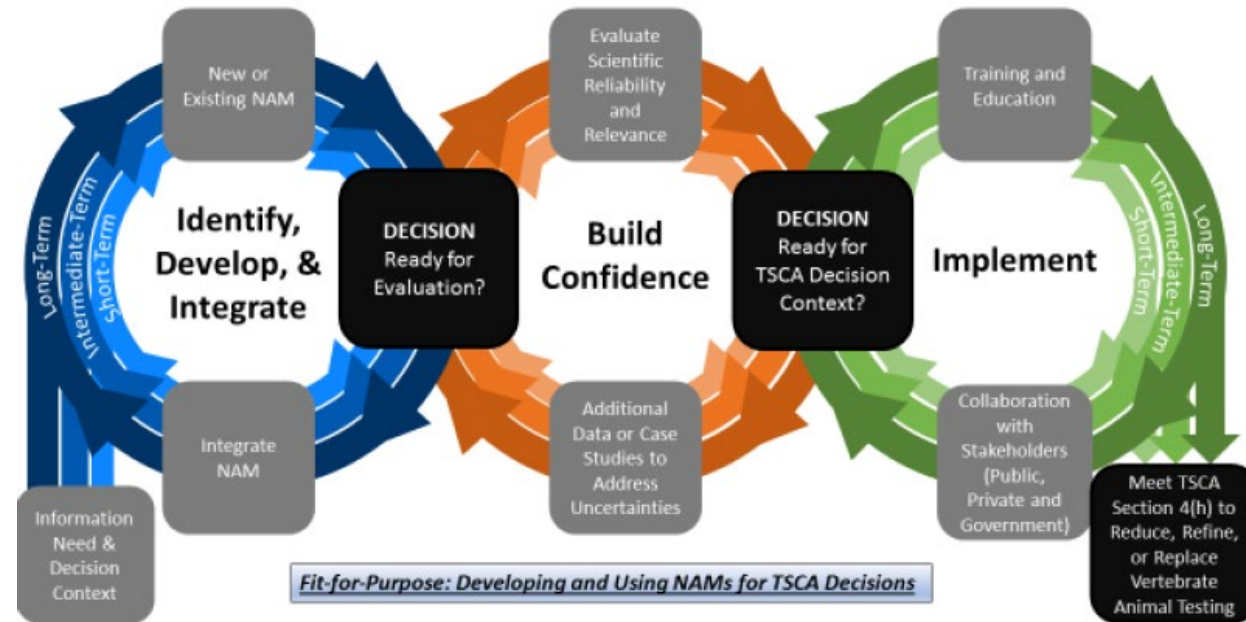 New or
Existing NAM
Long-Term
Intermediate-Term
Short-Term
Identify,
Develop, &
Integrate
Integrate
NAM
Information
Need &
Decision
Context
DECISION
Ready for
Evaluation?
Evaluate
Scientific
Reliability
and
Relevance
Build
Confidence
Additional
Data or Case
Studies to
Address
Uncertainties
DECISION
Ready for
TSCA Decision
Context?
Training and
Education
Implement
Short-Term
Intermediate-Term
Long-Term
Collaboration
with
Stakeholders
(Public,
Private and
Government)
Meet TSCA
Section 4(h) to
Reduce, Refine,
or Replace
Vertebrate
Animal Testing
Fit-for-Purpose: Developing and Using NAMs for TSCA Decisions